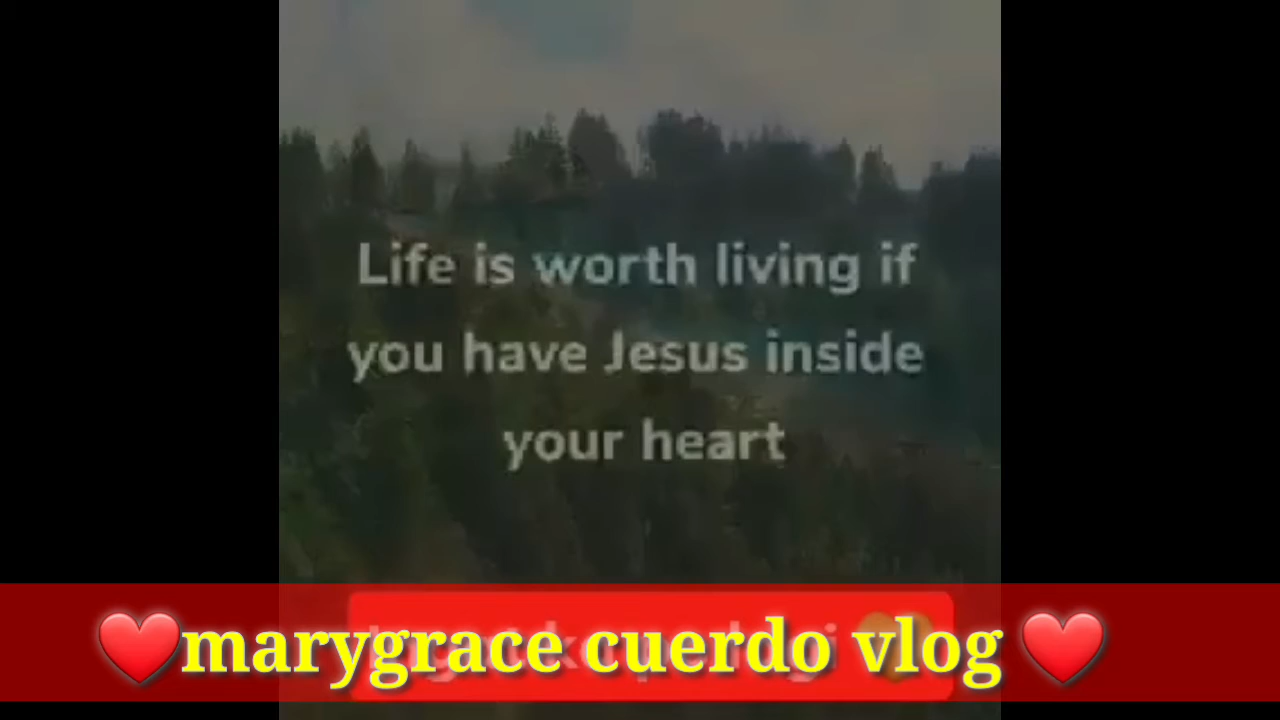 Life is worth living if
you have Jesus inside
your heart
❤️marygrace cuerdo vlog ❤️